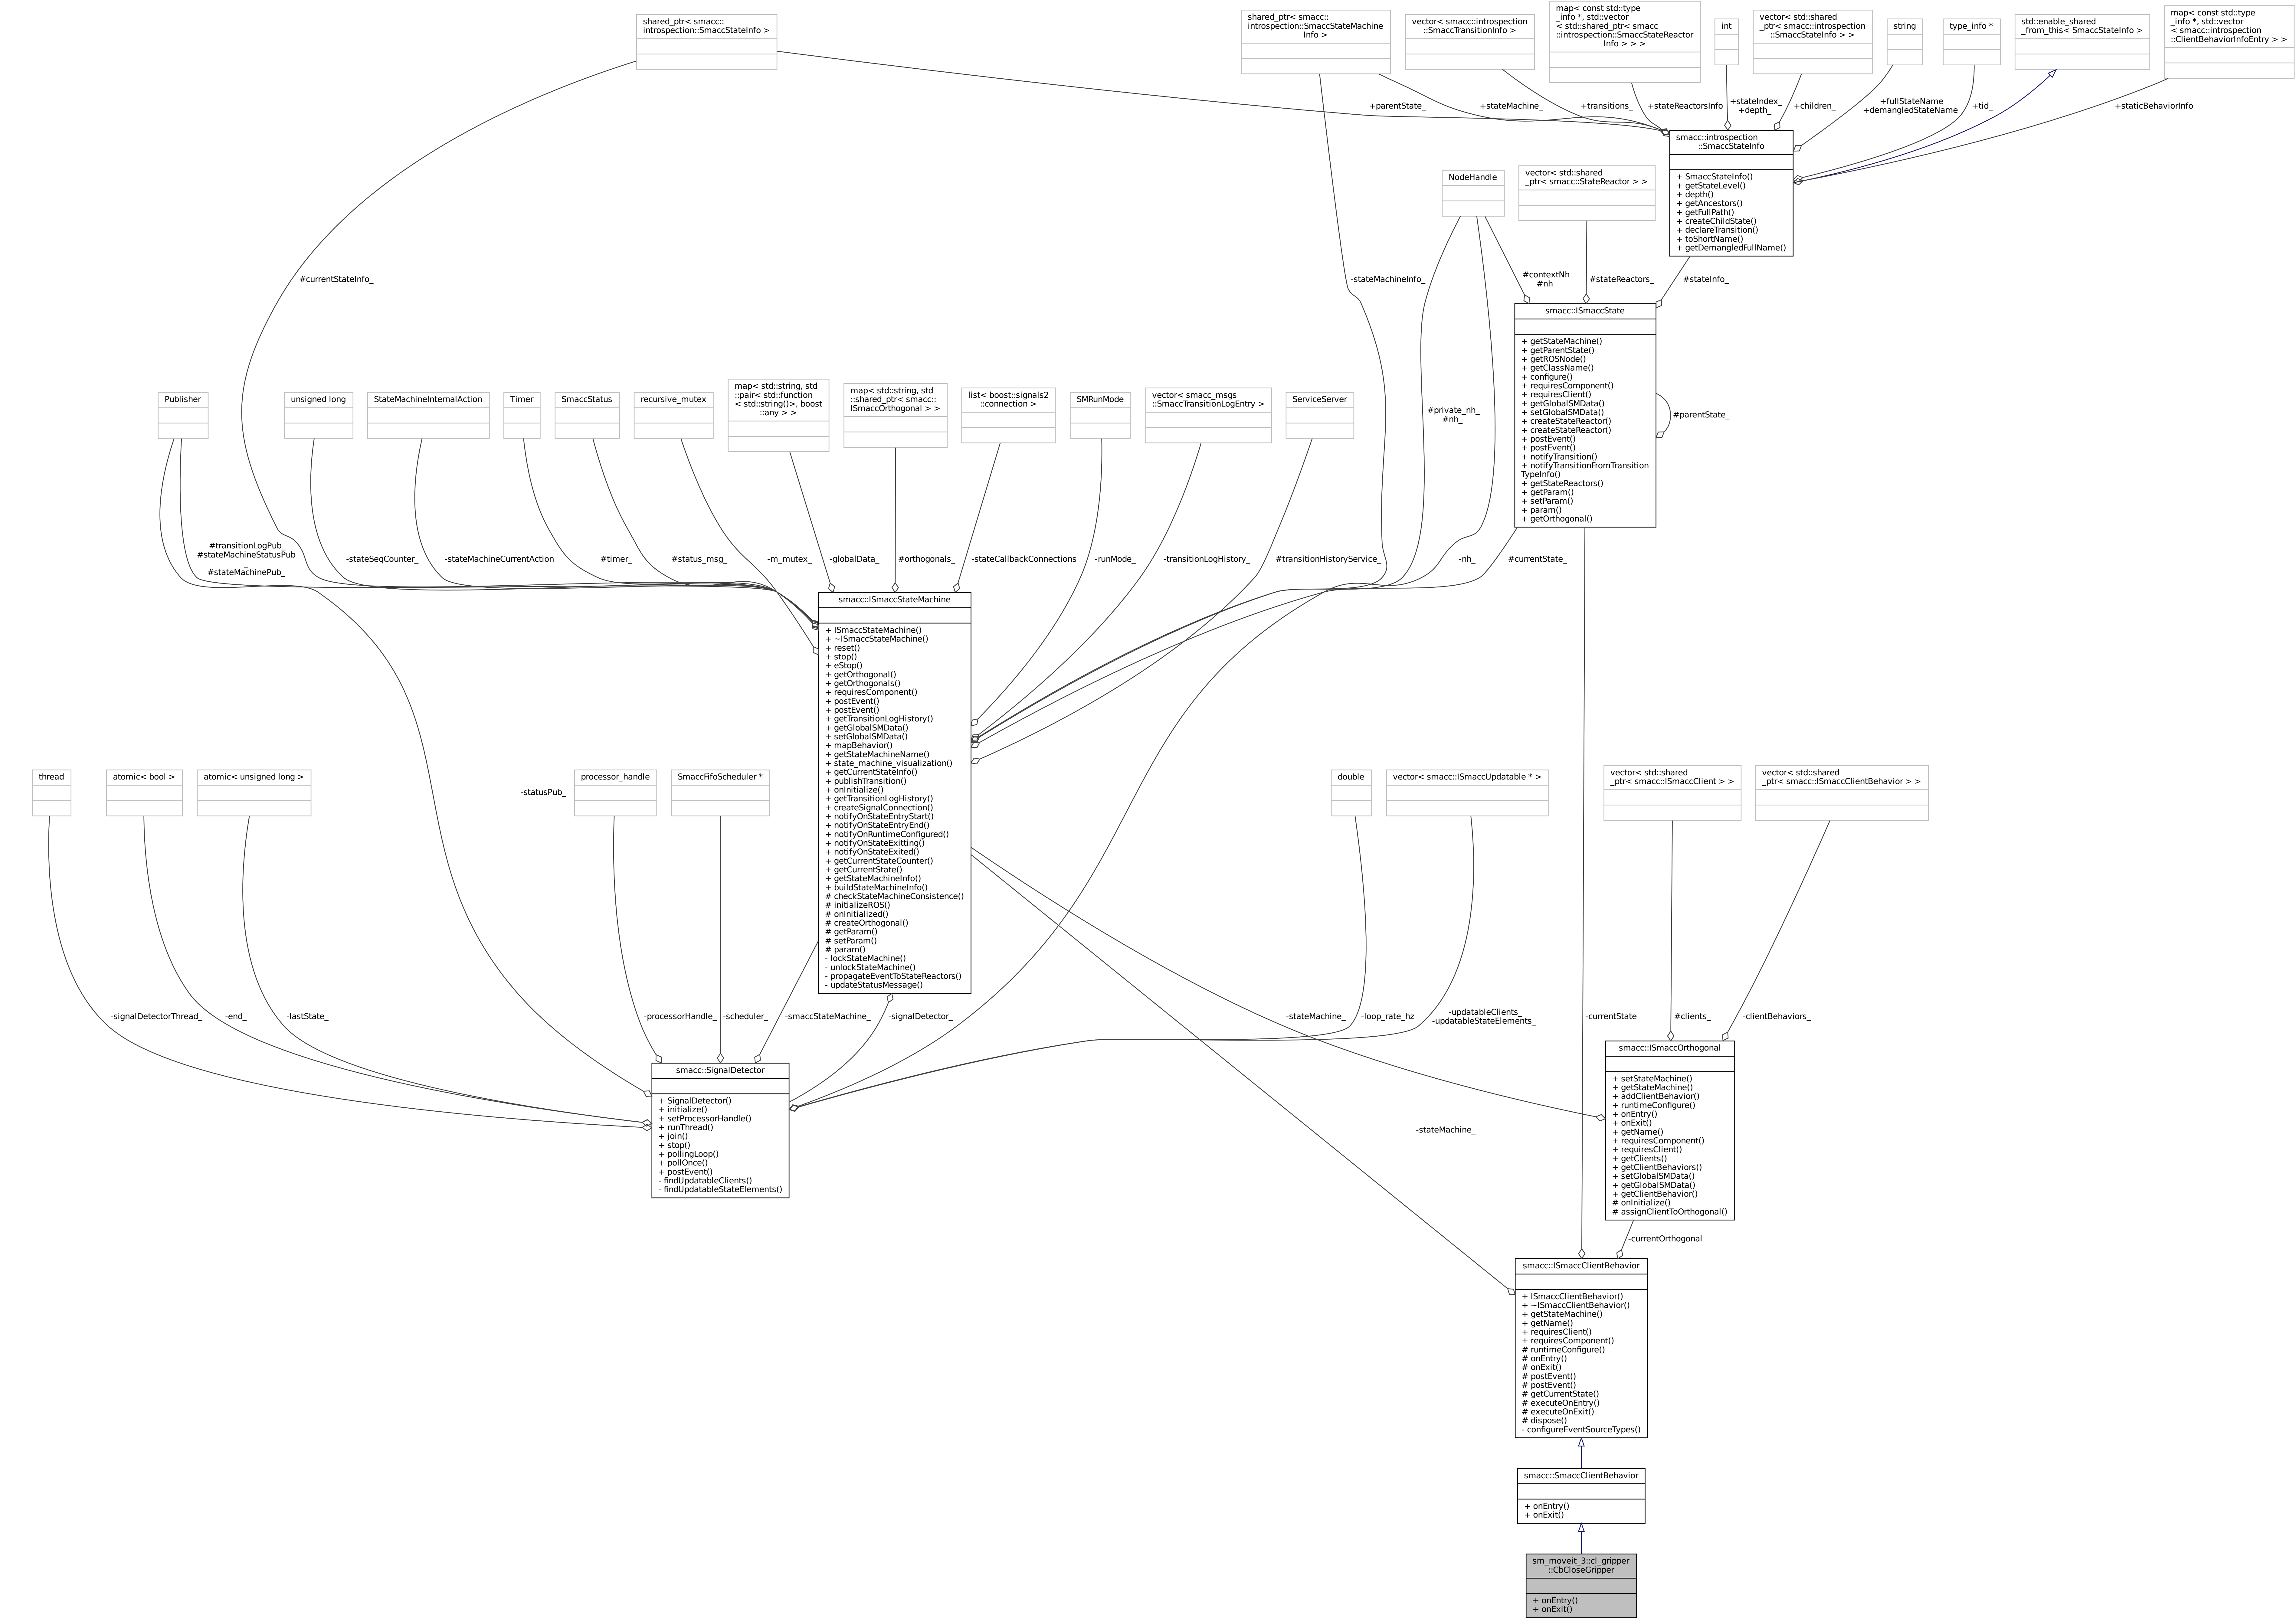 shared_ptr< smacc::
introspection::SmaccStateInfo >
shared_ptr< smacc::
introspection::SmaccStateMachine
Info >
vector< smacc::introspection
::SmaccTransitionInfo >
map< const std::type
_info *, std::vector
< std::shared_ptr< smacc
::introspection::SmaccStateReactor
Info > > >
int
vector< std::shared
_ptr< smacc::introspection
::SmaccStateInfo > >
string
type_info *
std::enable_shared
_from_this< SmaccStateInfo >
map< const std::type
_info *, std::vector
< smacc::introspection
::ClientBehaviorInfoEntry > >
+parentState_
+stateMachine_
+transitions_
+stateReactorsInfo
+stateIndex_
+depth_
+children_
+fullStateName
+demangledStateName
+tid_
+staticBehaviorInfo
smacc::introspection
::SmaccStateInfo
+ SmaccStateInfo()
+ getStateLevel()
+ depth()
+ getAncestors()
+ getFullPath()
+ createChildState()
+ declareTransition()
+ toShortName()
+ getDemangledFullName()
NodeHandle
vector< std::shared
_ptr< smacc::StateReactor > >
#currentStateInfo_
-stateMachineInfo_
#contextNh
#nh
#stateReactors_
#stateInfo_
smacc::ISmaccState
+ getStateMachine()
+ getParentState()
+ getROSNode()
+ getClassName()
+ configure()
+ requiresComponent()
+ requiresClient()
+ getGlobalSMData()
+ setGlobalSMData()
+ createStateReactor()
+ createStateReactor()
+ postEvent()
+ postEvent()
+ notifyTransition()
+ notifyTransitionFromTransition
TypeInfo()
+ getStateReactors()
+ getParam()
+ setParam()
+ param()
+ getOrthogonal()
#parentState_
#private_nh_
#nh_
Publisher
unsigned long
StateMachineInternalAction
Timer
SmaccStatus
recursive_mutex
map< std::string, std
::pair< std::function
< std::string()>, boost
::any > >
map< std::string, std
::shared_ptr< smacc::
ISmaccOrthogonal > >
list< boost::signals2
::connection >
SMRunMode
vector< smacc_msgs
::SmaccTransitionLogEntry >
ServiceServer
#transitionLogPub_
#stateMachineStatusPub
_
#stateMachinePub_
-stateSeqCounter_
-stateMachineCurrentAction
#timer_
#status_msg_
-m_mutex_
-globalData_
#orthogonals_
-stateCallbackConnections
-runMode_
-transitionLogHistory_
#transitionHistoryService_
-nh_
#currentState_
smacc::ISmaccStateMachine
+ ISmaccStateMachine()
+ ~ISmaccStateMachine()
+ reset()
+ stop()
+ eStop()
+ getOrthogonal()
+ getOrthogonals()
+ requiresComponent()
+ postEvent()
+ postEvent()
+ getTransitionLogHistory()
+ getGlobalSMData()
+ setGlobalSMData()
+ mapBehavior()
+ getStateMachineName()
+ state_machine_visualization()
+ getCurrentStateInfo()
+ publishTransition()
+ onInitialize()
+ getTransitionLogHistory()
+ createSignalConnection()
+ notifyOnStateEntryStart()
+ notifyOnStateEntryEnd()
+ notifyOnRuntimeConfigured()
+ notifyOnStateExitting()
+ notifyOnStateExited()
+ getCurrentStateCounter()
+ getCurrentState()
+ getStateMachineInfo()
+ buildStateMachineInfo()
# checkStateMachineConsistence()
# initializeROS()
# onInitialized()
# createOrthogonal()
# getParam()
# setParam()
# param()
- lockStateMachine()
- unlockStateMachine()
- propagateEventToStateReactors()
- updateStatusMessage()
thread
atomic< bool >
atomic< unsigned long >
-statusPub_
processor_handle
SmaccFifoScheduler *
double
vector< smacc::ISmaccUpdatable * >
vector< std::shared
_ptr< smacc::ISmaccClient > >
vector< std::shared
_ptr< smacc::ISmaccClientBehavior > >
-signalDetectorThread_
-end_
-lastState_
-processorHandle_
-scheduler_
-smaccStateMachine_
-signalDetector_
-stateMachine_
-loop_rate_hz
-updatableClients_
-updatableStateElements_
-currentState
#clients_
-clientBehaviors_
smacc::SignalDetector
+ SignalDetector()
+ initialize()
+ setProcessorHandle()
+ runThread()
+ join()
+ stop()
+ pollingLoop()
+ pollOnce()
+ postEvent()
- findUpdatableClients()
- findUpdatableStateElements()
smacc::ISmaccOrthogonal
+ setStateMachine()
+ getStateMachine()
+ addClientBehavior()
+ runtimeConfigure()
+ onEntry()
+ onExit()
+ getName()
+ requiresComponent()
+ requiresClient()
+ getClients()
+ getClientBehaviors()
+ setGlobalSMData()
+ getGlobalSMData()
+ getClientBehavior()
# onInitialize()
# assignClientToOrthogonal()
-stateMachine_
-currentOrthogonal
smacc::ISmaccClientBehavior
+ ISmaccClientBehavior()
+ ~ISmaccClientBehavior()
+ getStateMachine()
+ getName()
+ requiresClient()
+ requiresComponent()
# runtimeConfigure()
# onEntry()
# onExit()
# postEvent()
# postEvent()
# getCurrentState()
# executeOnEntry()
# executeOnExit()
# dispose()
- configureEventSourceTypes()
smacc::SmaccClientBehavior
+ onEntry()
+ onExit()
sm_moveit_3::cl_gripper
::CbCloseGripper
+ onEntry()
+ onExit()